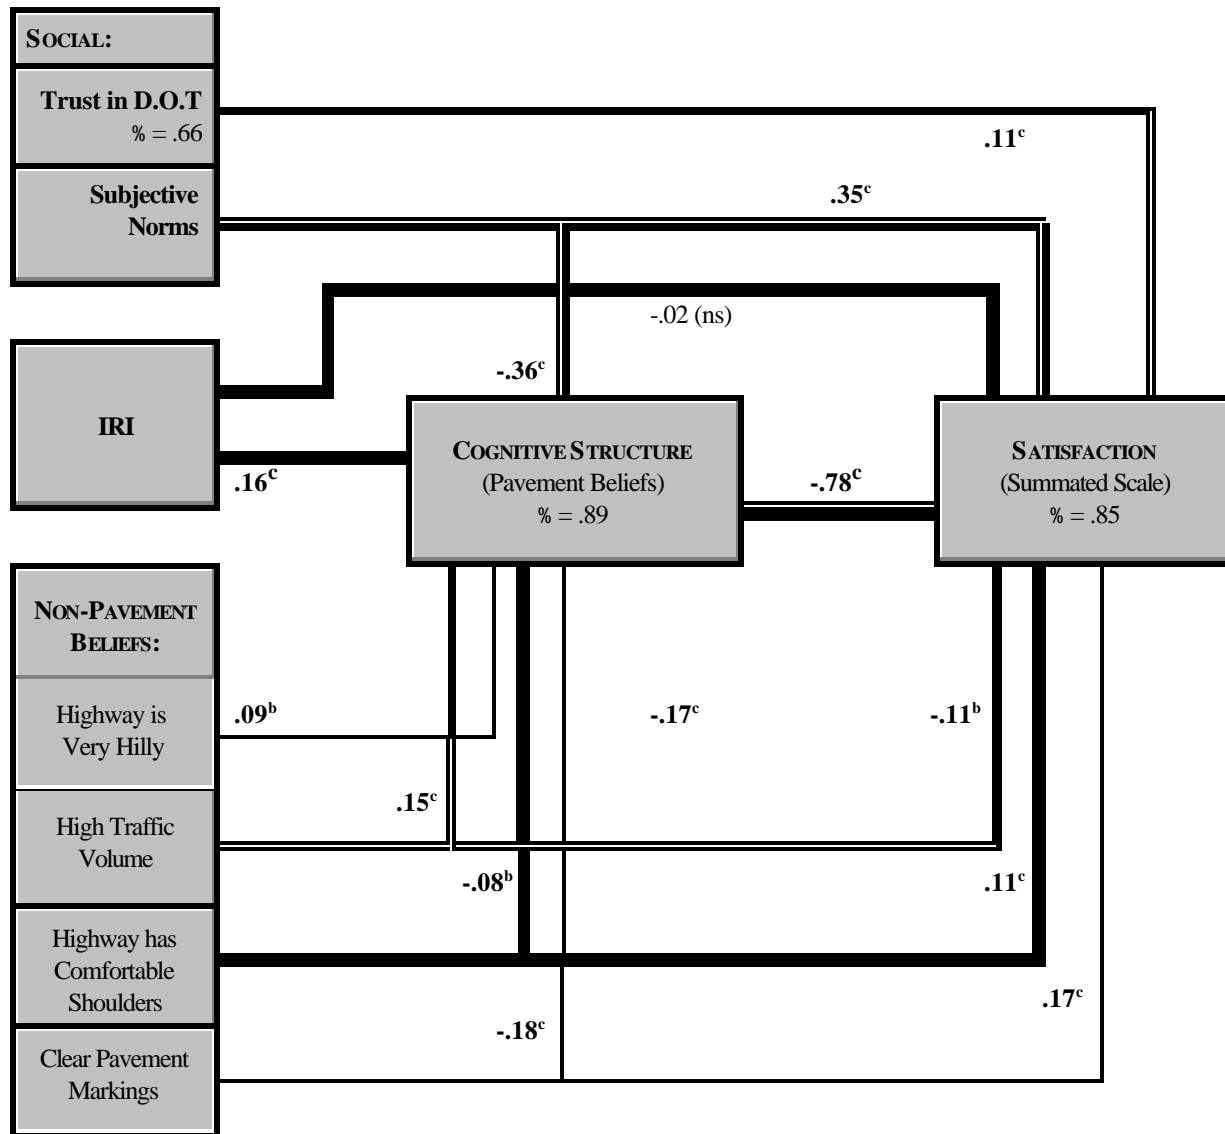 SOCIAL:
Trust in D.O.T
% = .66
Subjective
Norms
.11ᶜ
.35ᶜ
-.02 (ns)
-.36ᶜ
IRI
.16ᶜ
COGNITIVE STRUCTURE
(Pavement Beliefs)
% = .89
-.78ᶜ
SATISFACTION
(Summated Scale)
% = .85
NON-PAVEMENT
BELIEFS:
Highway is
Very Hilly
.09ᵇ
-.17ᶜ
-.11ᵇ
.15ᶜ
High Traffic
Volume
-.08ᵇ
.11ᶜ
Highway has
Comfortable
Shoulders
.17ᶜ
-.18ᶜ
Clear Pavement
Markings